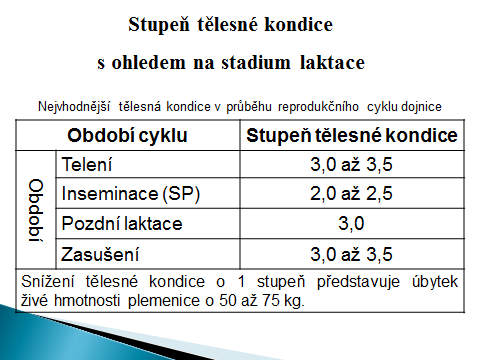 Stupeň tělesné kondice
s ohledem na stadium laktace
Nejvhodnější tělesná kondice v průběhu reprodukčního cyklu dojnice
Období cyklu Stupeň tělesné kondice
Období
Telení 3,0 až 3,5
Inseminace (SP) 2,0 až 2,5
Pozdní laktace 3,0
Zasušení 3,0 až 3,5
Snížení tělesné kondice o 1 stupeň představuje úbytek
živé hmotnosti plemenice o 50 až 75 kg.